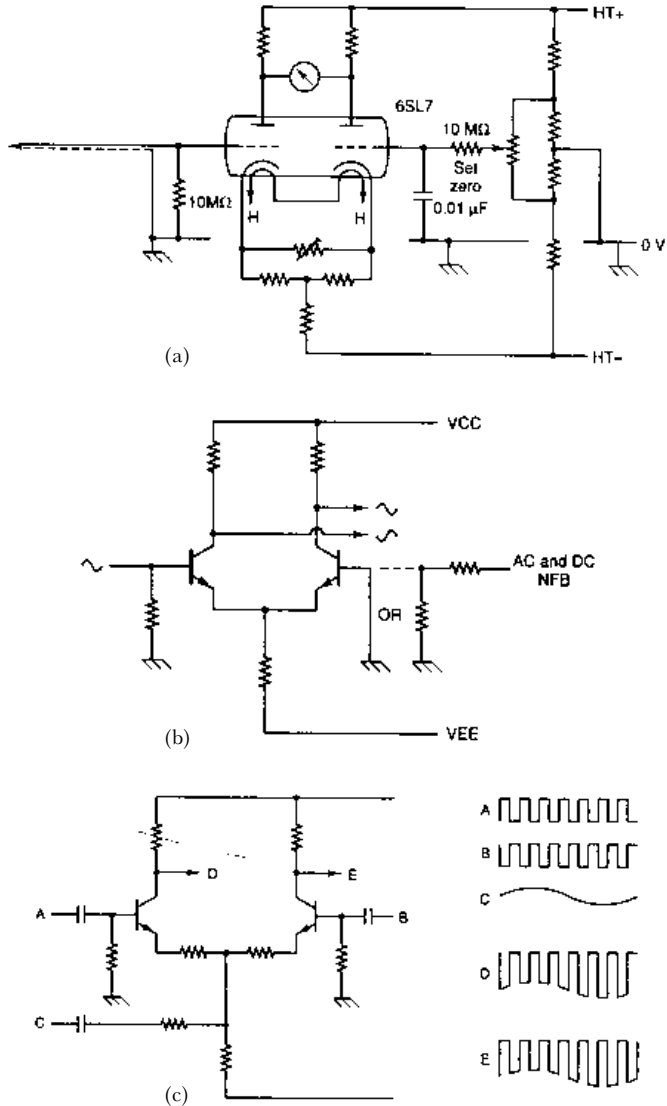 HT+
6SL7
10 MΩ
Set
zero
10MΩ
0.01 µF
H
H
0 V
(a)
HT–
VCC
AC and DC
NFB
OR
(b)
VEE
A
B
C
D
E
D
E
A
B
C
(c)